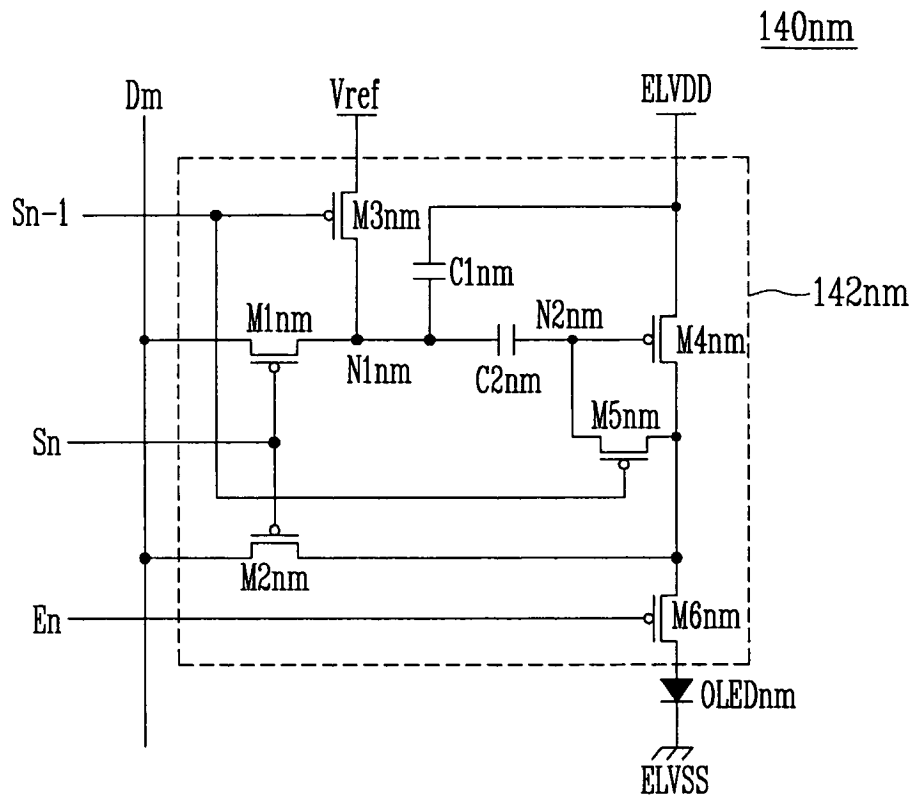 140nm
Dm
Vref
ELVDD
Sn-1
M3nm
C1nm
142nm
M1nm
N2nm
M4nm
N1nm
C2nm
M5nm
Sn
M2nm
En
M6nm
OLEDnm
ELVSS